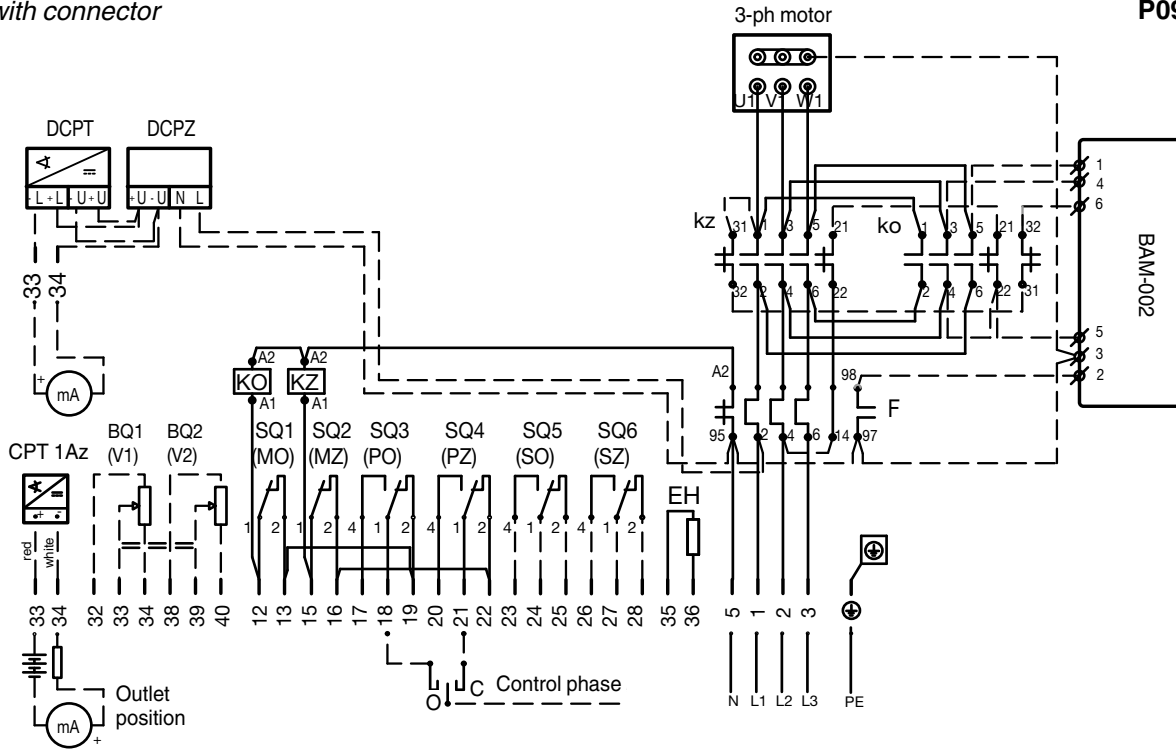 with connector
P09
3-ph motor
U1 V1 W1
DCPT DCPZ
- L + L - U + U
+ U - U N L
1
4
6
BAM-002
kz 31 1 3 5 21 ko 1 3 5 21 32
32 2 4 6 22 2 4 6 22 31
33 34
5
3
2
A2 A2
KO KZ
A1 A1
A2 98
F
95 2 4 6 14 97
+ mA
CPT 1Az
+ -
BQ1 (V1)
BQ2 (V2)
SQ1 (MO)
SQ2 (MZ)
SQ3 (PO)
SQ4 (PZ)
SQ5 (SO)
SQ6 (SZ)
EH
1 2 1 2 4 1 2 4 1 2 4 1 2 4 1 2
red white
33 34 32 33 34 38 39 40 12 13 15 16 17 18 19 20 21 22 23 24 25 26 27 28 35 36 5 1 2 3
O C Control phase
N L1 L2 L3 PE
Outlet
position
mA +